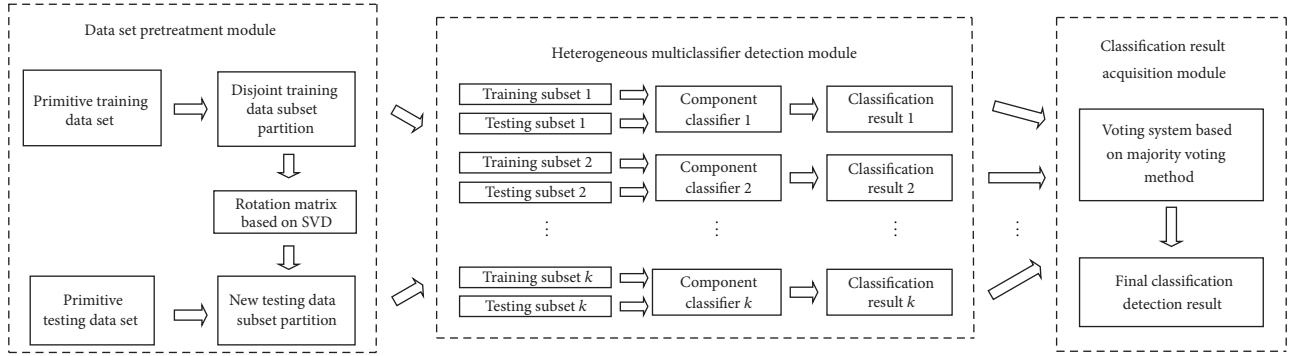 Data set pretreatment module
Primitive training
data set
Disjoint training
data subset
partition
Rotation matrix
based on SVD
Primitive
testing data set
New testing data
subset partition
Heterogeneous multiclassifier detection module
Training subset 1
Testing subset 1
Component
classifier 1
Classification
result 1
Training subset 2
Testing subset 2
Component
classifier 2
Classification
result 2
⋮
⋮
⋮
⋮
Training subset k
Testing subset k
Component
classifier k
Classification
result k
Classification result
acquisition module
Voting system based
on majority voting
method
Final classification
detection result